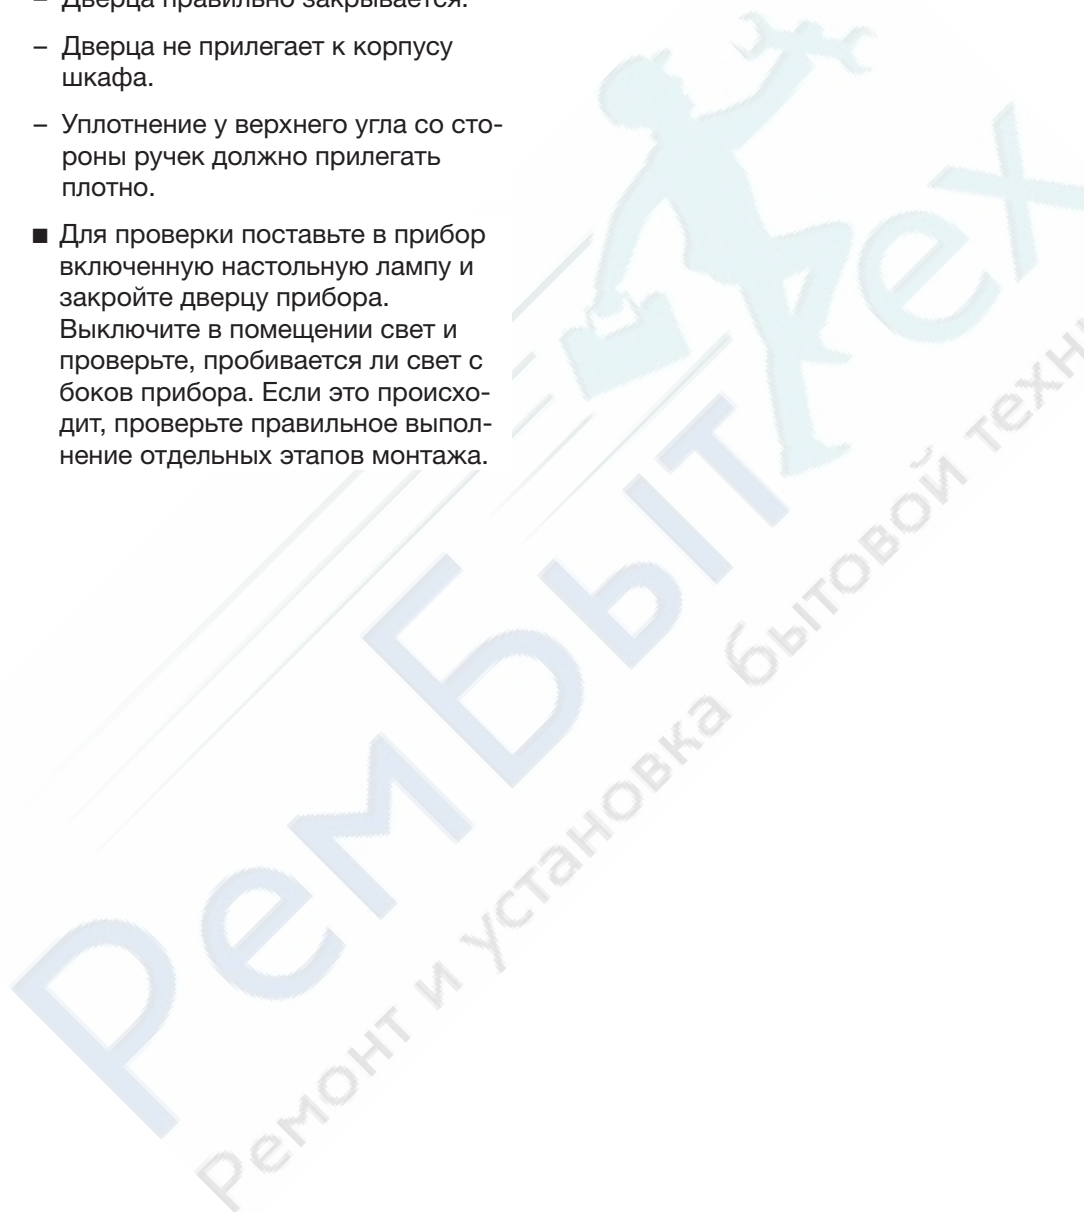 – Дверца правильно закрывается.
– Дверца не прилегает к корпусу
шкафа.
– Уплотнение у верхнего угла со сто-
роны ручек должно прилегать
плотно.
■ Для проверки поставьте в прибор
включенную настольную лампу и
закройте дверцу прибора.
Выключите в помещении свет и
проверьте, пробивается ли свет с
боков прибора. Если это происхо-
дит, проверьте правильное выпол-
нение отдельных этапов монтажа.
РемБытТех
Ремонт и установка бытовой техни